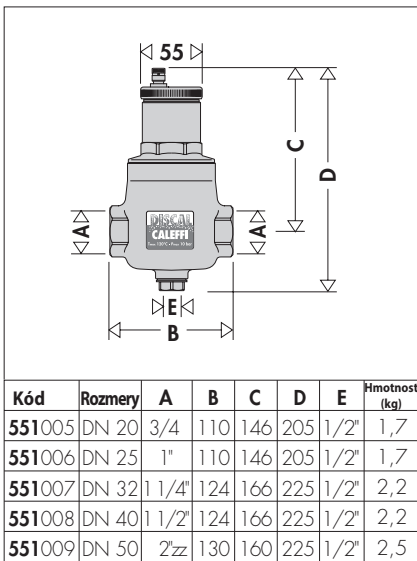 55
C
D
A
A
DISCAL
CALEFFI
E
B
Kód Rozmery A B C D E Hmotnost (kg)
551005 DN 20 3/4 110 146 205 1/2" 1,7
551006 DN 25 1" 110 146 205 1/2" 1,7
551007 DN 32 1 1/4" 124 166 225 1/2" 2,2
551008 DN 40 1 1/2" 124 166 225 1/2" 2,2
551009 DN 50 2"zz 130 160 225 1/2" 2,5